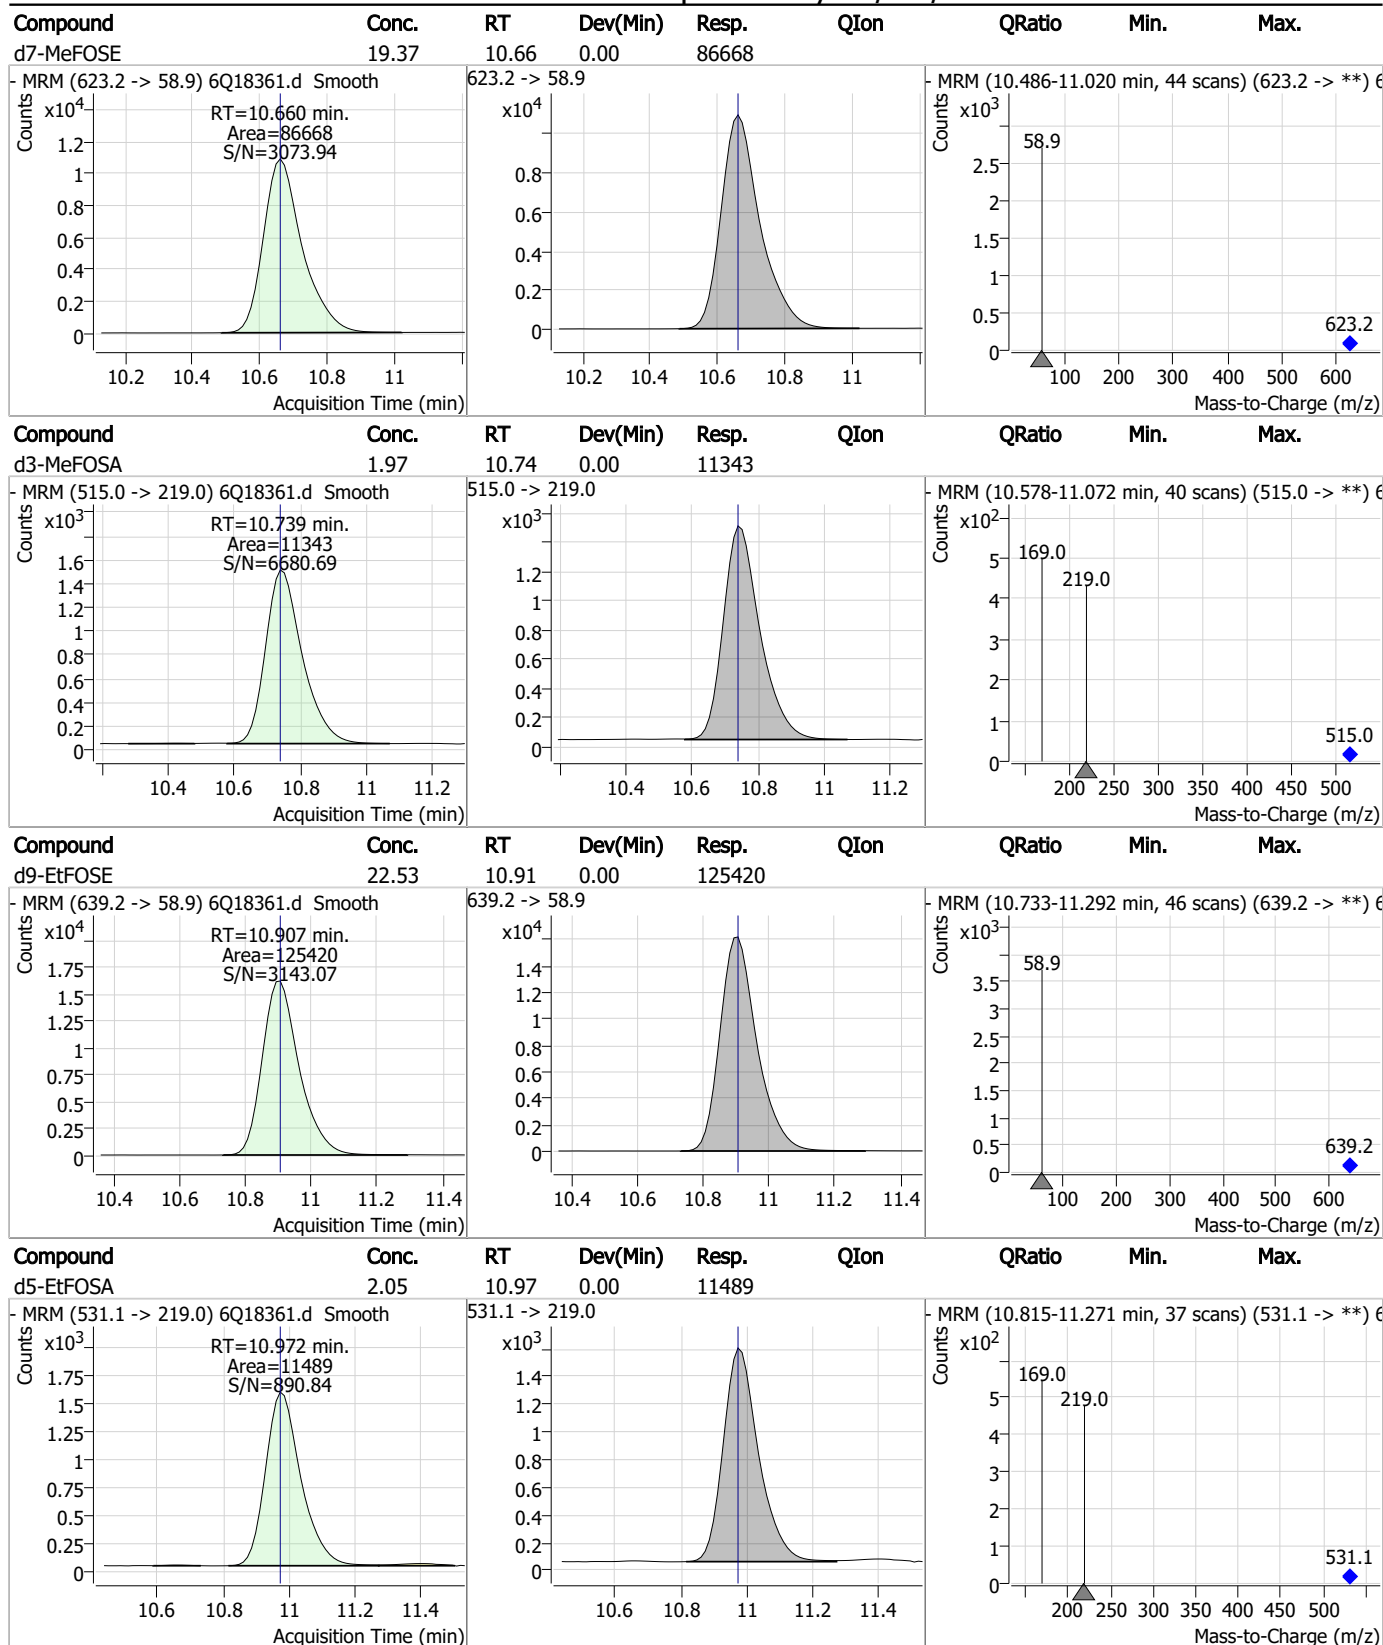 Compound Conc. RT Dev(Min) Resp. QIon QRatio Min. Max.
d7-MeFOSE 19.37 10.66 0.00 86668
- MRM (623.2 -> 58.9) 6Q18361.d Smooth
Counts
x10^4
RT=10.660 min.
Area=86668
S/N=3073.94
1.2
1
0.8
0.6
0.4
0.2
0
10.2 10.4 10.6 10.8 11
Acquisition Time (min)
623.2 -> 58.9
x10^4
0.8
0.6
0.4
0.2
0
10.2 10.4 10.6 10.8 11
- MRM (10.486-11.020 min, 44 scans) (623.2 -> **) 6
Counts
x10^3
58.9
2.5
2
1.5
1
0.5
0
623.2
100 200 300 400 500 600
Mass-to-Charge (m/z)
Compound Conc. RT Dev(Min) Resp. QIon QRatio Min. Max.
d3-MeFOSA 1.97 10.74 0.00 11343
- MRM (515.0 -> 219.0) 6Q18361.d Smooth
Counts
x10^3
RT=10.739 min.
Area=11343
S/N=6680.69
1.6
1.4
1.2
1
0.8
0.6
0.4
0.2
0
10.4 10.6 10.8 11 11.2
Acquisition Time (min)
515.0 -> 219.0
x10^3
1.2
1
0.8
0.6
0.4
0.2
0
10.4 10.6 10.8 11 11.2
- MRM (10.578-11.072 min, 40 scans) (515.0 -> **) 6
Counts
x10^2
169.0
219.0
5
4
3
2
1
0
515.0
200 250 300 350 400 450 500
Mass-to-Charge (m/z)
Compound Conc. RT Dev(Min) Resp. QIon QRatio Min. Max.
d9-EtFOSE 22.53 10.91 0.00 125420
- MRM (639.2 -> 58.9) 6Q18361.d Smooth
Counts
x10^4
RT=10.907 min.
Area=125420
S/N=3143.07
1.75
1.5
1.25
1
0.75
0.5
0.25
0
10.4 10.6 10.8 11 11.2 11.4
Acquisition Time (min)
639.2 -> 58.9
x10^4
1.4
1.2
1
0.8
0.6
0.4
0.2
0
10.4 10.6 10.8 11 11.2 11.4
- MRM (10.733-11.292 min, 46 scans) (639.2 -> **) 6
Counts
x10^3
58.9
3.5
3
2.5
2
1.5
1
0.5
0
639.2
100 200 300 400 500 600
Mass-to-Charge (m/z)
Compound Conc. RT Dev(Min) Resp. QIon QRatio Min. Max.
d5-EtFOSA 2.05 10.97 0.00 11489
- MRM (531.1 -> 219.0) 6Q18361.d Smooth
Counts
x10^3
RT=10.972 min.
Area=11489
S/N=890.84
1.75
1.5
1.25
1
0.75
0.5
0.25
0
10.6 10.8 11 11.2 11.4
Acquisition Time (min)
531.1 -> 219.0
x10^3
1.4
1.2
1
0.8
0.6
0.4
0.2
0
10.6 10.8 11 11.2 11.4
- MRM (10.815-11.271 min, 37 scans) (531.1 -> **) 6
Counts
x10^2
169.0
219.0
5
4
3
2
1
0
531.1
200 250 300 350 400 450 500
Mass-to-Charge (m/z)